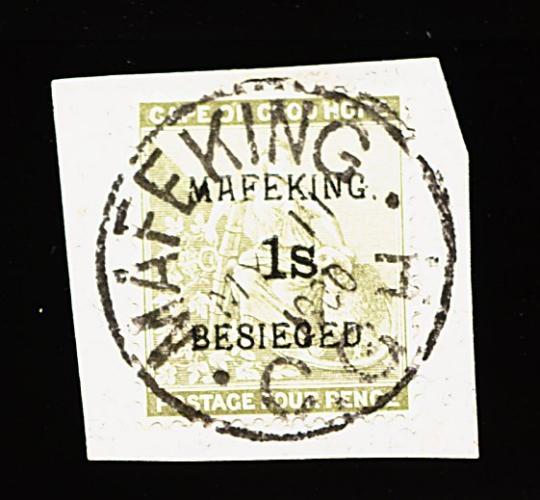 CAPE OF GOOD HOPE
MAFEKING
MAFEKING.
1s.
BESIEGED.
C.G.H.
POSTAGE FOUR PENCE